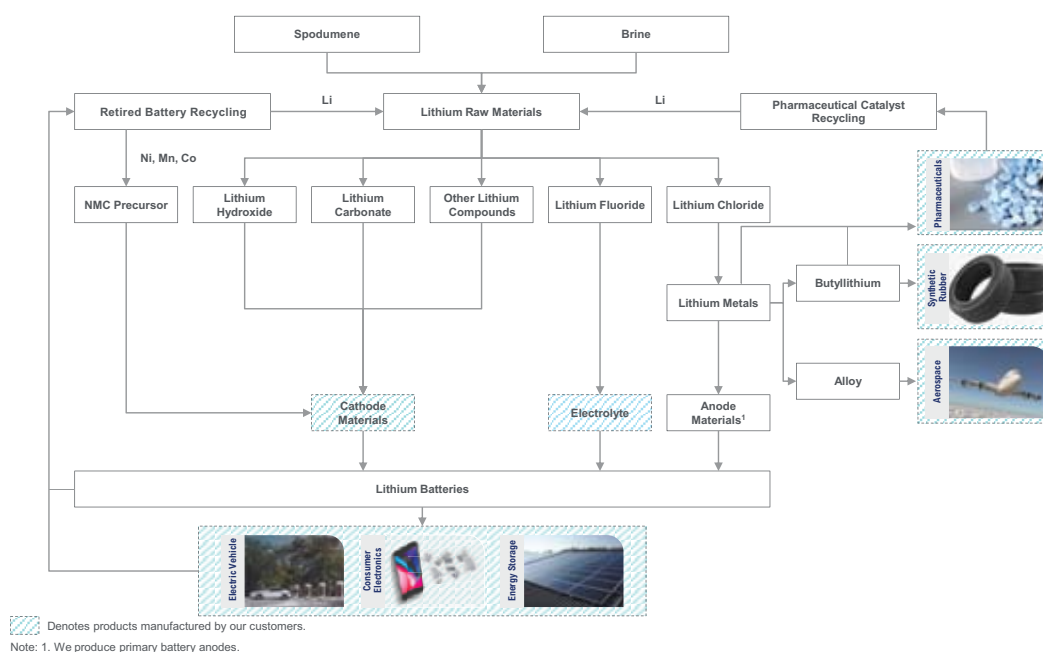 Spodumene
Brine
Retired Battery Recycling
Li
Lithium Raw Materials
Li
Pharmaceutical Catalyst
Recycling
Ni, Mn, Co
NMC Precursor
Lithium
Hydroxide
Lithium
Carbonate
Other Lithium
Compounds
Lithium Fluoride
Lithium Chloride
Pharmaceuticals
Lithium Metals
Butyllithium
Synthetic
Rubber
Alloy
Aerospace
Cathode
Materials
Electrolyte
Anode
Materials¹
Lithium Batteries
Electric Vehicle
Consumer
Electronics
Energy Storage
Denotes products manufactured by our customers.
Note: 1. We produce primary battery anodes.